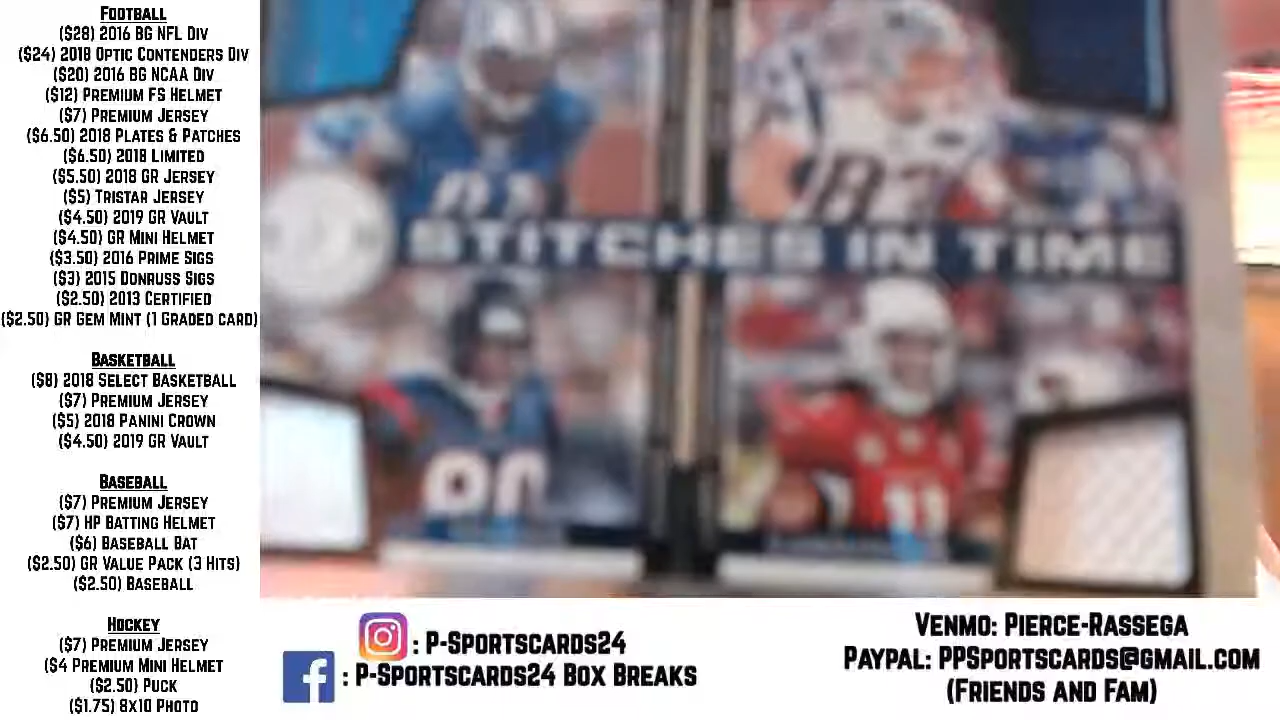 Football
($28) 2016 BG NFL Div
($24) 2018 Optic Contenders Div
($20) 2016 BG NCAA Div
($12) Premium FS Helmet
($7) Premium Jersey
($6.50) 2018 Plates & Patches
($6.50) 2018 Limited
($5.50) 2018 GR Jersey
($5) Tristar Jersey
($4.50) 2019 GR Vault
($4.50) GR Mini Helmet
($3.50) 2016 Prime Sigs
($3) 2015 Donruss Sigs
($2.50) 2013 Certified
($2.50) GR Gem Mint (1 Graded card)
Basketball
($8) 2018 Select Basketball
($7) Premium Jersey
($5) 2018 Panini Crown
($4.50) 2019 GR Vault
Baseball
($7) Premium Jersey
($7) HP Batting Helmet
($6) Baseball Bat
($2.50) GR Value Pack (3 Hits)
($2.50) Baseball
Hockey
($7) Premium Jersey
($4 Premium Mini Helmet
($2.50) Puck
($1.75) 8x10 Photo
81
STITCHES IN TIME
90
11
: P-Sportscards24
: P-Sportscards24 Box Breaks
Venmo: Pierce-Rassega
PayPal: PPSportscards@gmail.com
(Friends and Fam)